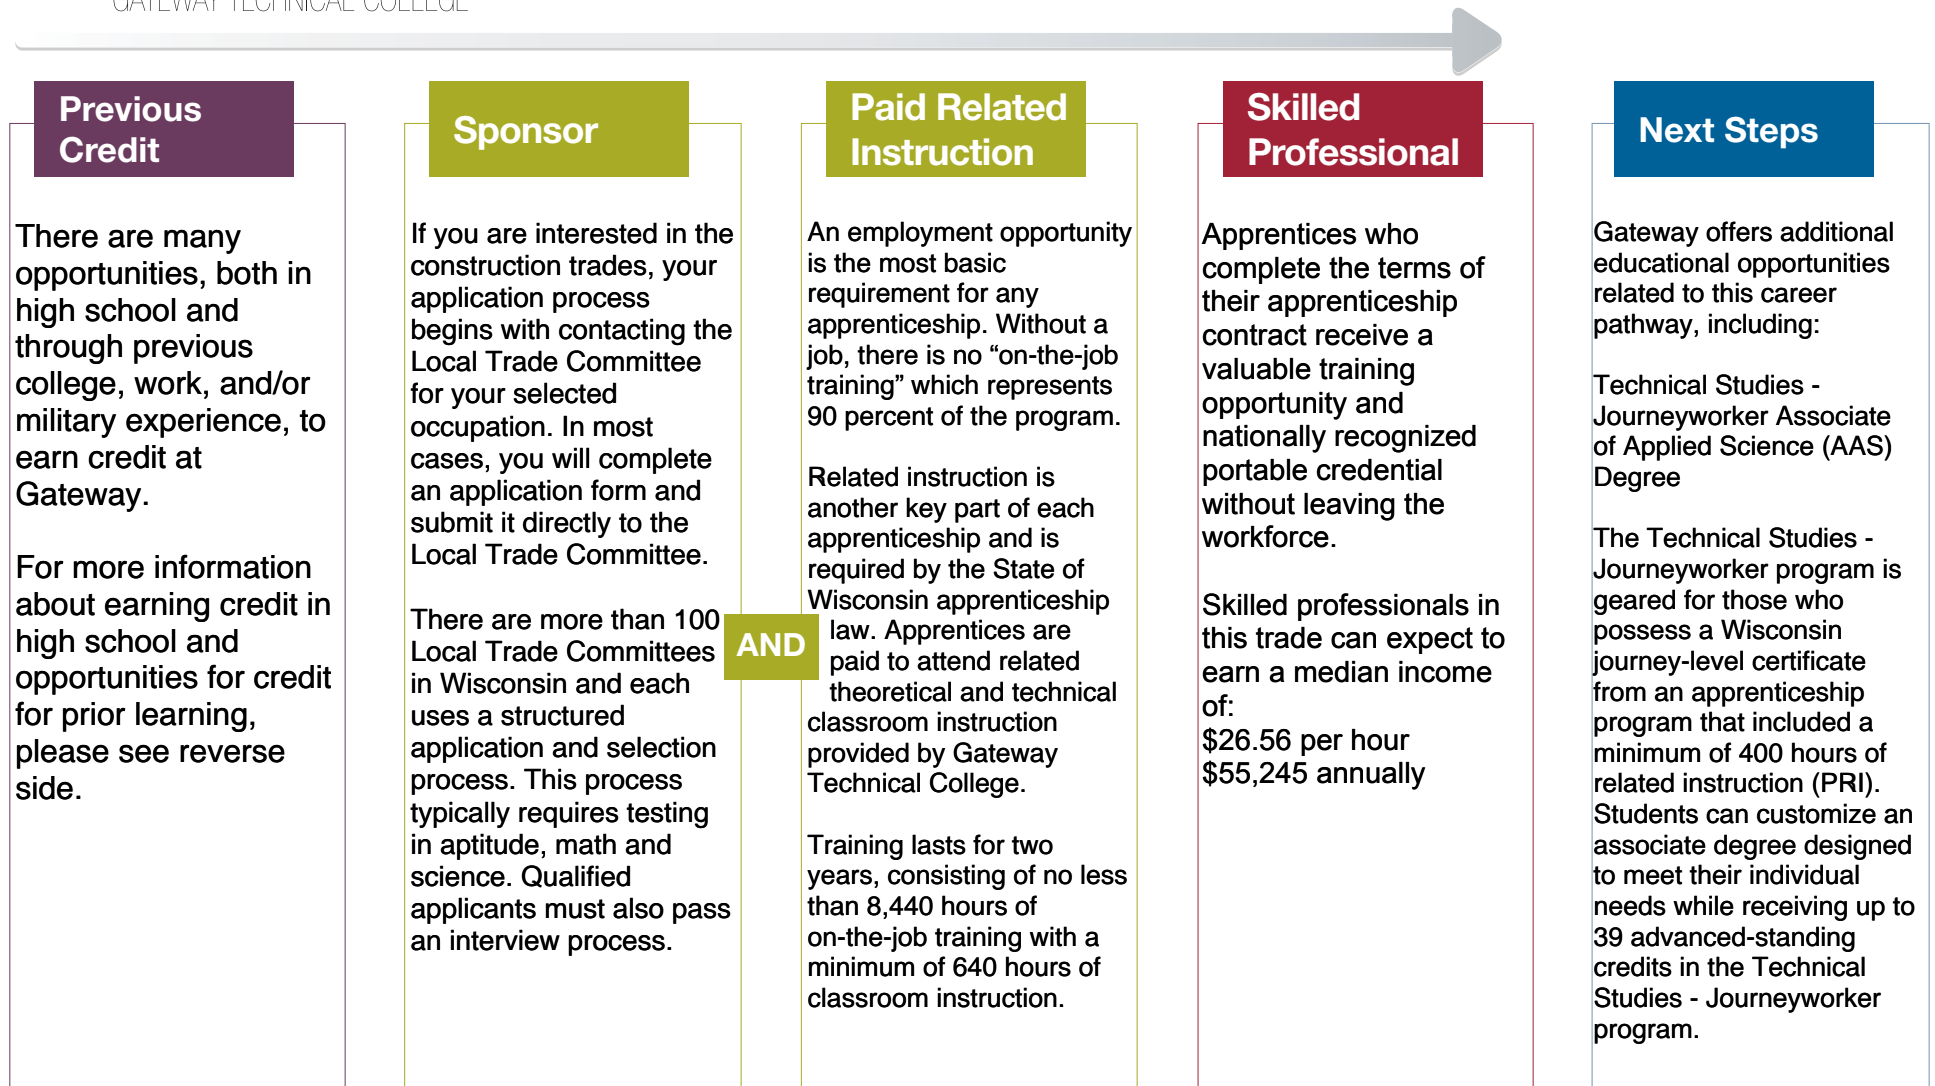 GATEWAY TECHNICAL COLLEGE
Previous
Credit
There are many
opportunities, both in
high school and
through previous
college, work, and/or
military experience, to
earn credit at
Gateway.
For more information
about earning credit in
high school and
opportunities for credit
for prior learning,
please see reverse
side.
Sponsor
If you are interested in the
construction trades, your
application process
begins with contacting the
Local Trade Committee
for your selected
occupation. In most
cases, you will complete
an application form and
submit it directly to the
Local Trade Committee.
There are more than 100
Local Trade Committees
in Wisconsin and each
uses a structured
application and selection
process. This process
typically requires testing
in aptitude, math and
science. Qualified
applicants must also pass
an interview process.
AND
Paid Related
Instruction
An employment opportunity
is the most basic
requirement for any
apprenticeship. Without a
job, there is no “on-the-job
training” which represents
90 percent of the program.
Related instruction is
another key part of each
apprenticeship and is
required by the State of
Wisconsin apprenticeship
law. Apprentices are
paid to attend related
theoretical and technical
classroom instruction
provided by Gateway
Technical College.
Training lasts for two
years, consisting of no less
than 8,440 hours of
on-the-job training with a
minimum of 640 hours of
classroom instruction.
Skilled
Professional
Apprentices who
complete the terms of
their apprenticeship
contract receive a
valuable training
opportunity and
nationally recognized
portable credential
without leaving the
workforce.
Skilled professionals in
this trade can expect to
earn a median income
of:
$26.56 per hour
$55,245 annually
Next Steps
Gateway offers additional
educational opportunities
related to this career
pathway, including:
Technical Studies -
Journeyworker Associate
of Applied Science (AAS)
Degree
The Technical Studies -
Journeyworker program is
geared for those who
possess a Wisconsin
journey-level certificate
from an apprenticeship
program that included a
minimum of 400 hours of
related instruction (PRI).
Students can customize an
associate degree designed
to meet their individual
needs while receiving up to
39 advanced-standing
credits in the Technical
Studies - Journeyworker
program.